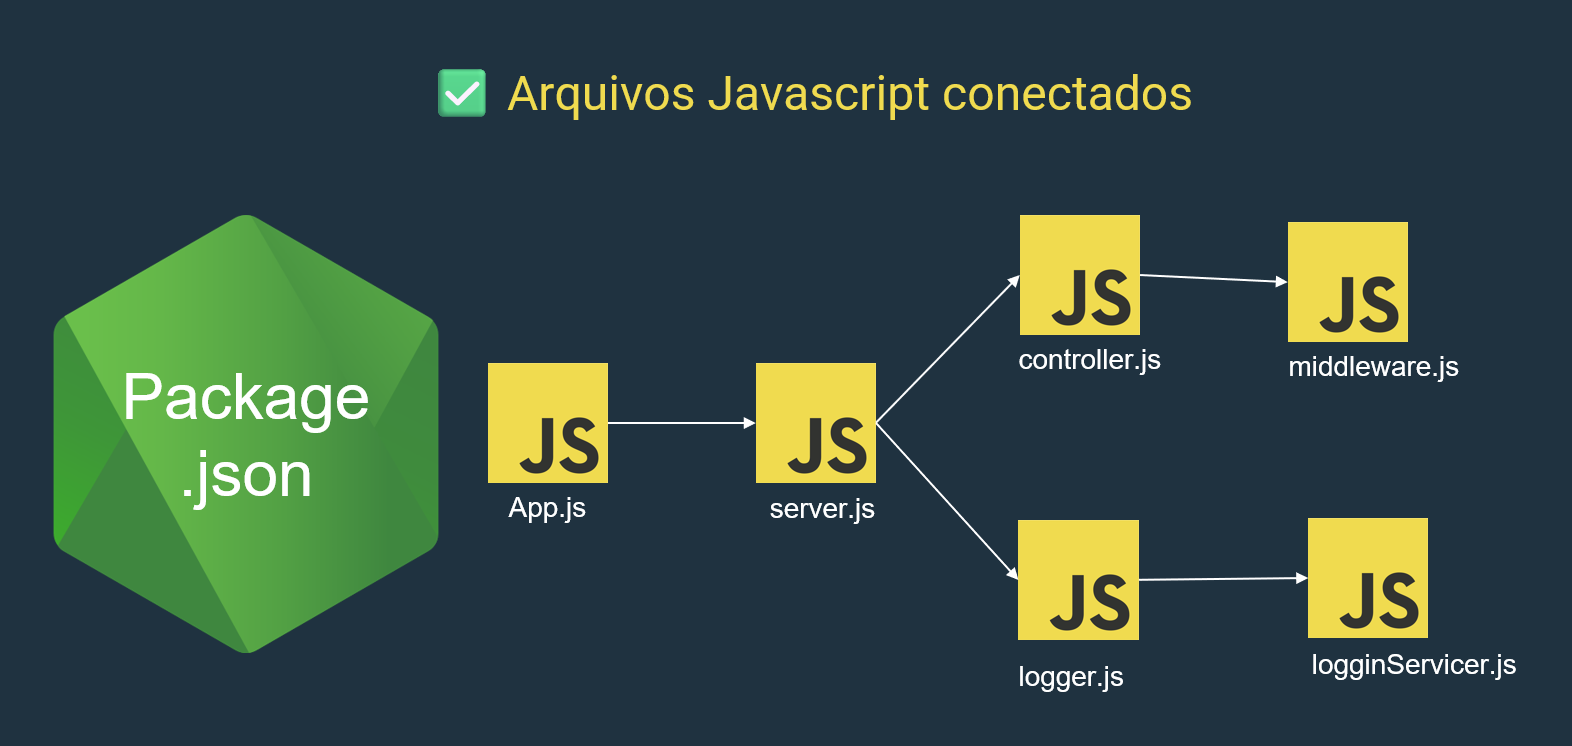 ✅ Arquivos Javascript conectados
Package
.json
JS
App.js
JS
server.js
JS
controller.js
JS
middleware.js
JS
logger.js
JS
logginServicer.js